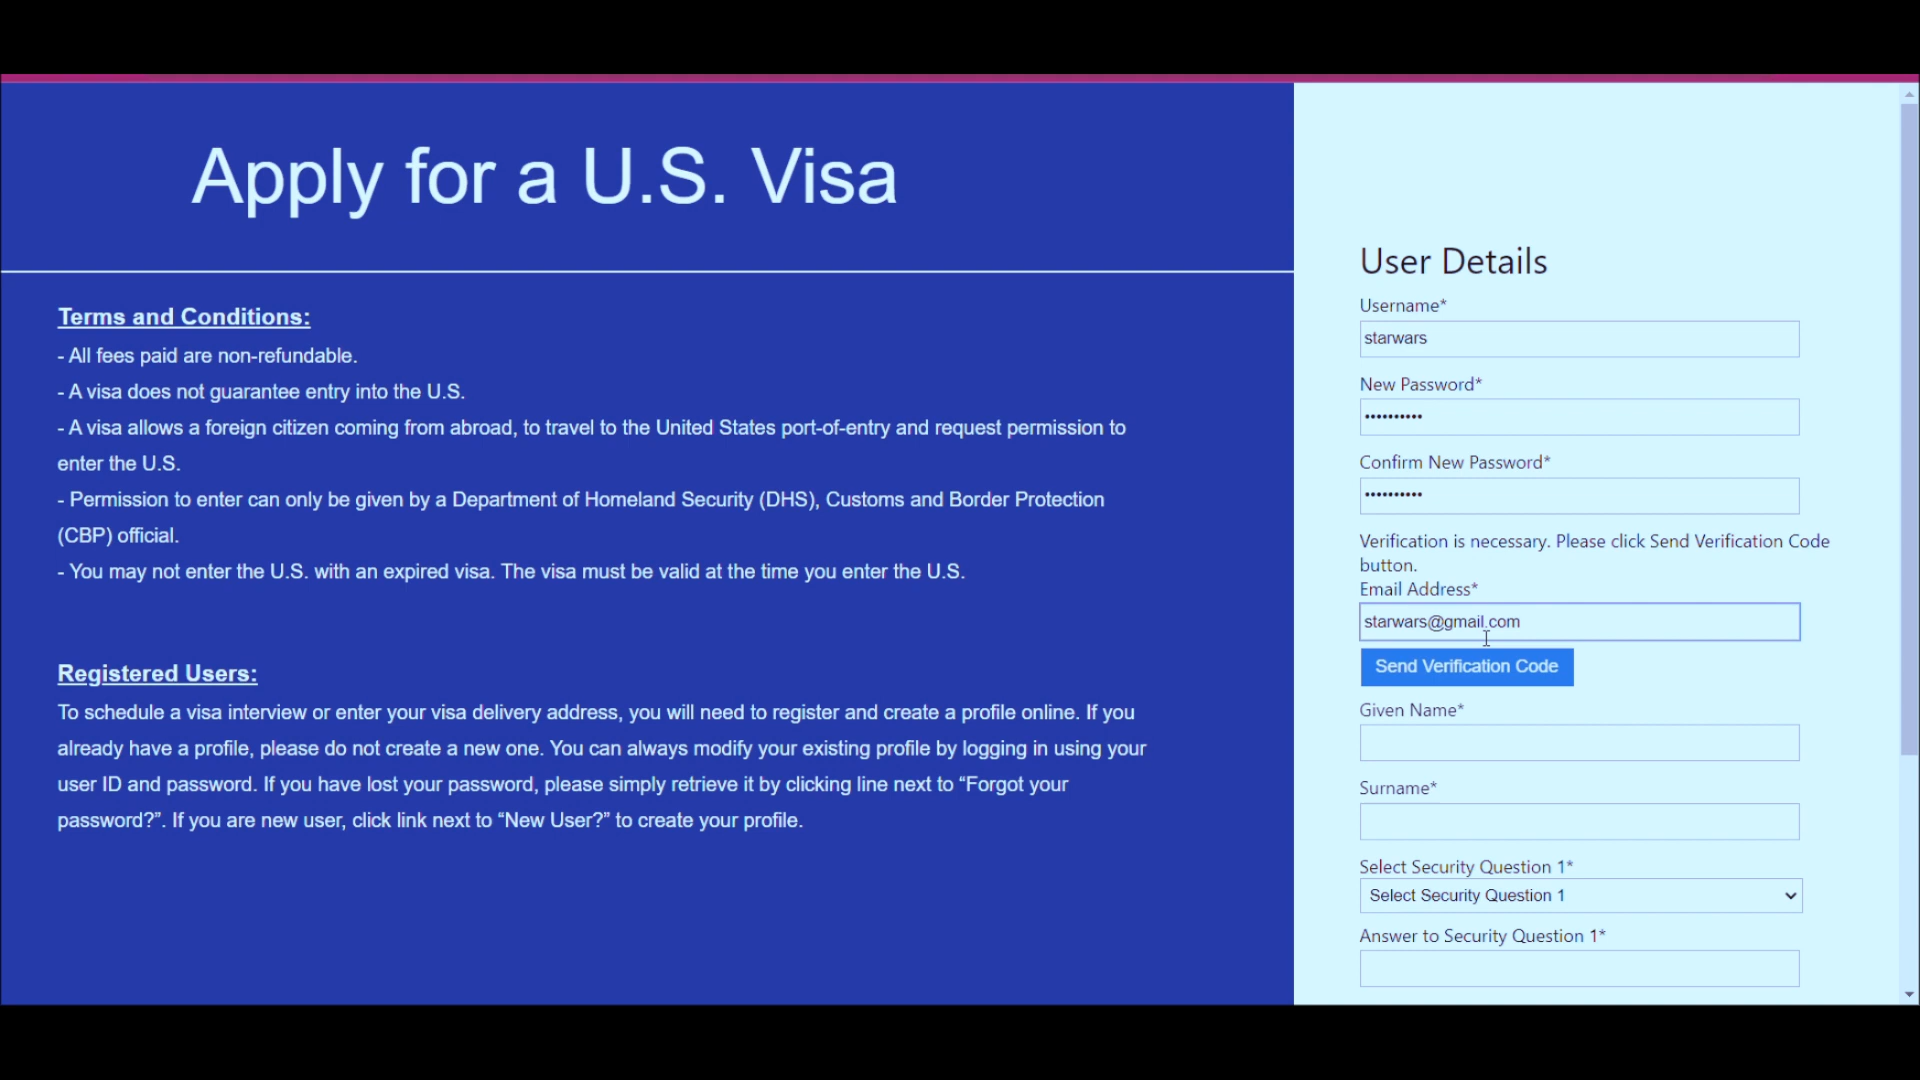 Apply for a U.S. Visa
Terms and Conditions:
- All fees paid are non-refundable.
- A visa does not guarantee entry into the U.S.
- A visa allows a foreign citizen coming from abroad, to travel to the United States port-of-entry and request permission to
enter the U.S.
- Permission to enter can only be given by a Department of Homeland Security (DHS), Customs and Border Protection
(CBP) official.
- You may not enter the U.S. with an expired visa. The visa must be valid at the time you enter the U.S.
Registered Users:
To schedule a visa interview or enter your visa delivery address, you will need to register and create a profile online. If you
already have a profile, please do not create a new one. You can always modify your existing profile by logging in using your
user ID and password. If you have lost your password, please simply retrieve it by clicking line next to “Forgot your
password?”. If you are new user, click link next to “New User?” to create your profile.
User Details
Username*
starwars
New Password*
••••••••••
Confirm New Password*
••••••••••
Verification is necessary. Please click Send Verification Code
button.
Email Address*
starwars@gmail.com
Send Verification Code
Given Name*
Surname*
Select Security Question 1*
Select Security Question 1
Answer to Security Question 1*